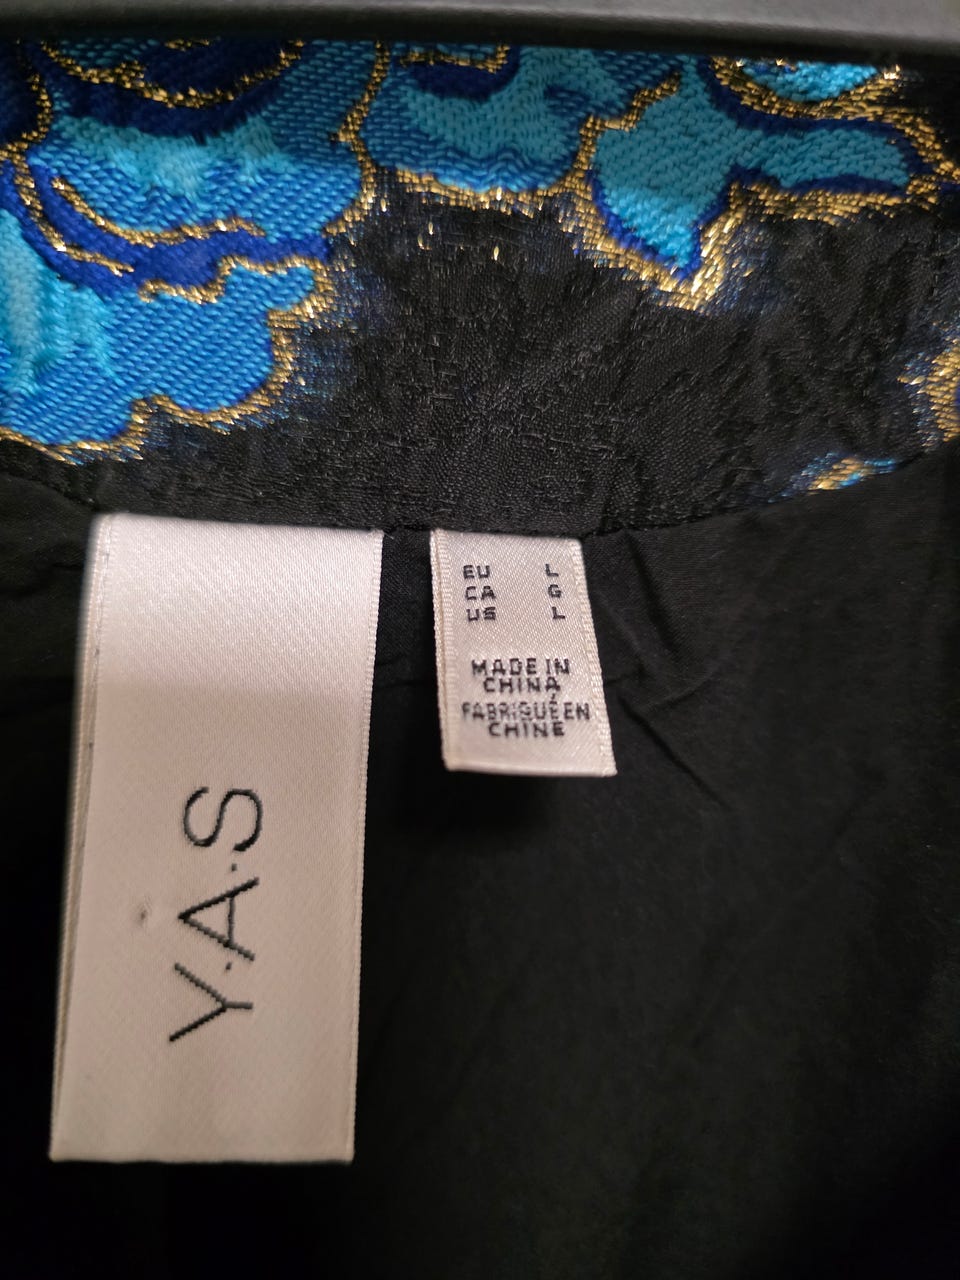 Y.A.S
EU L
CA G
US L
MADE IN
CHINA
FABRIQUÉ EN
CHINE